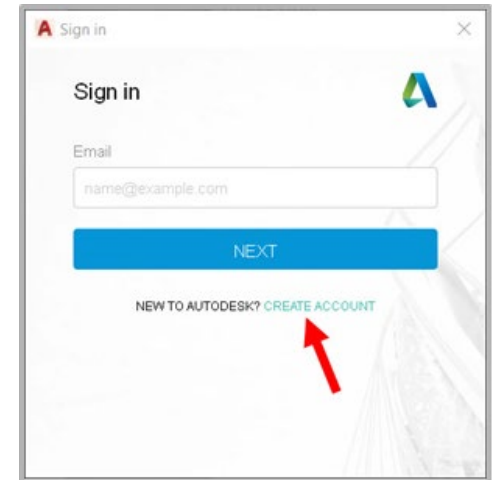 Sign in
Sign in
Email
name@example.com
NEXT
NEW TO AUTODESK? CREATE ACCOUNT